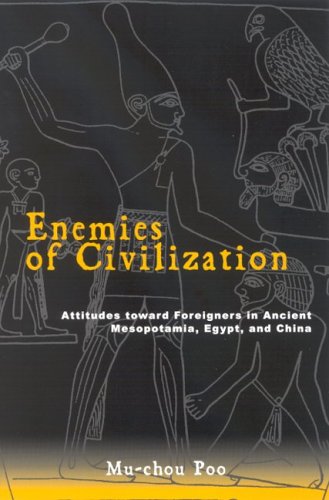 Enemies
of Civilization
Attitudes toward Foreigners in Ancient
Mesopotamia, Egypt, and China
Mu-chou Poo